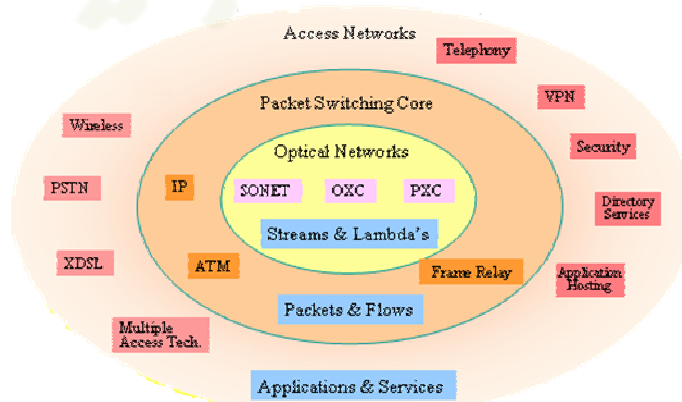 Access Networks
Telephony
Packet Switching Core
VPN
Wireless
Optical Networks
Security
PSTN
IP
SONET
OXC
PXC
Directory
Services
Streams & Lambda's
XDSL
ATM
Frame Relay
Application
Hosting
Packets & Flows
Multiple
Access Tech.
Applications & Services